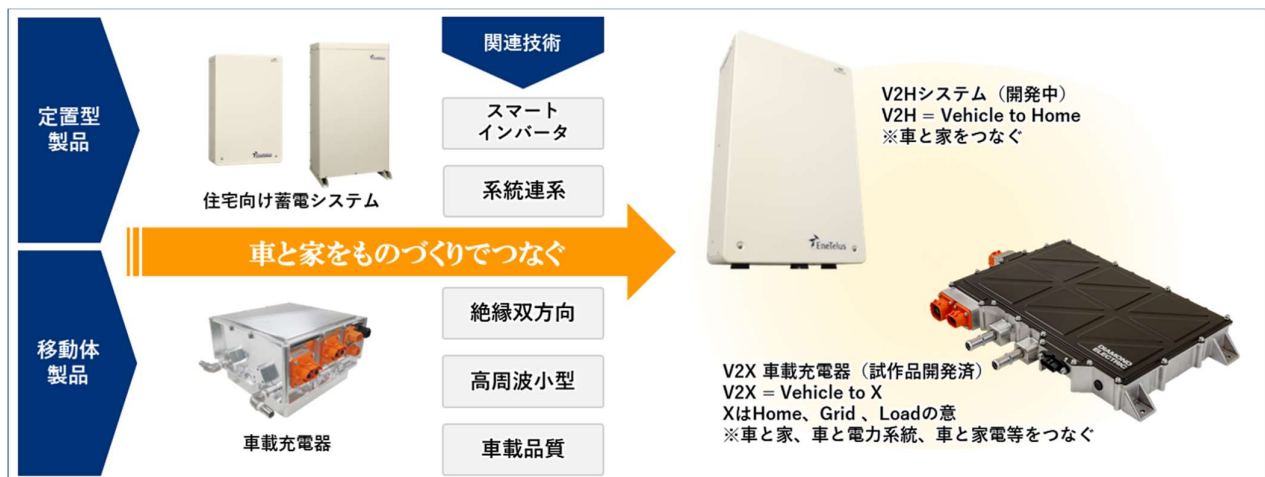 定置型
製品
EneTelus
EneTelus
住宅向け蓄電システム
関連技術
スマート
インバータ
系統連系
車と家をものづくりでつなぐ
移動体
製品
車載充電器
絶縁双方向
高周波小型
車載品質
EneTelus
V2Hシステム（開発中）
V2H = Vehicle to Home
※車と家をつなぐ
DIAMOND
ELECTRIC
V2X 車載充電器（試作品開発済）
V2X = Vehicle to X
XはHome、Grid 、Loadの意
※車と家、車と電力系統、車と家電等をつなぐ